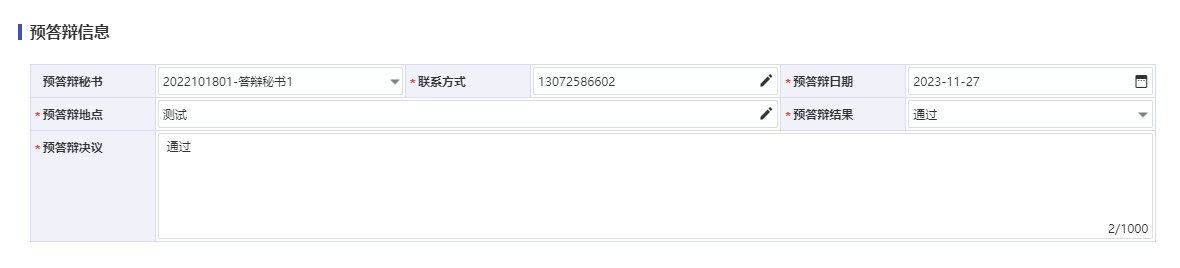 预答辩信息
预答辩秘书 2022101801-答辩秘书1 *联系方式 13072586602 *预答辩日期 2023-11-27
*预答辩地点 测试 *预答辩结果 通过
*预答辩决议 通过
2/1000